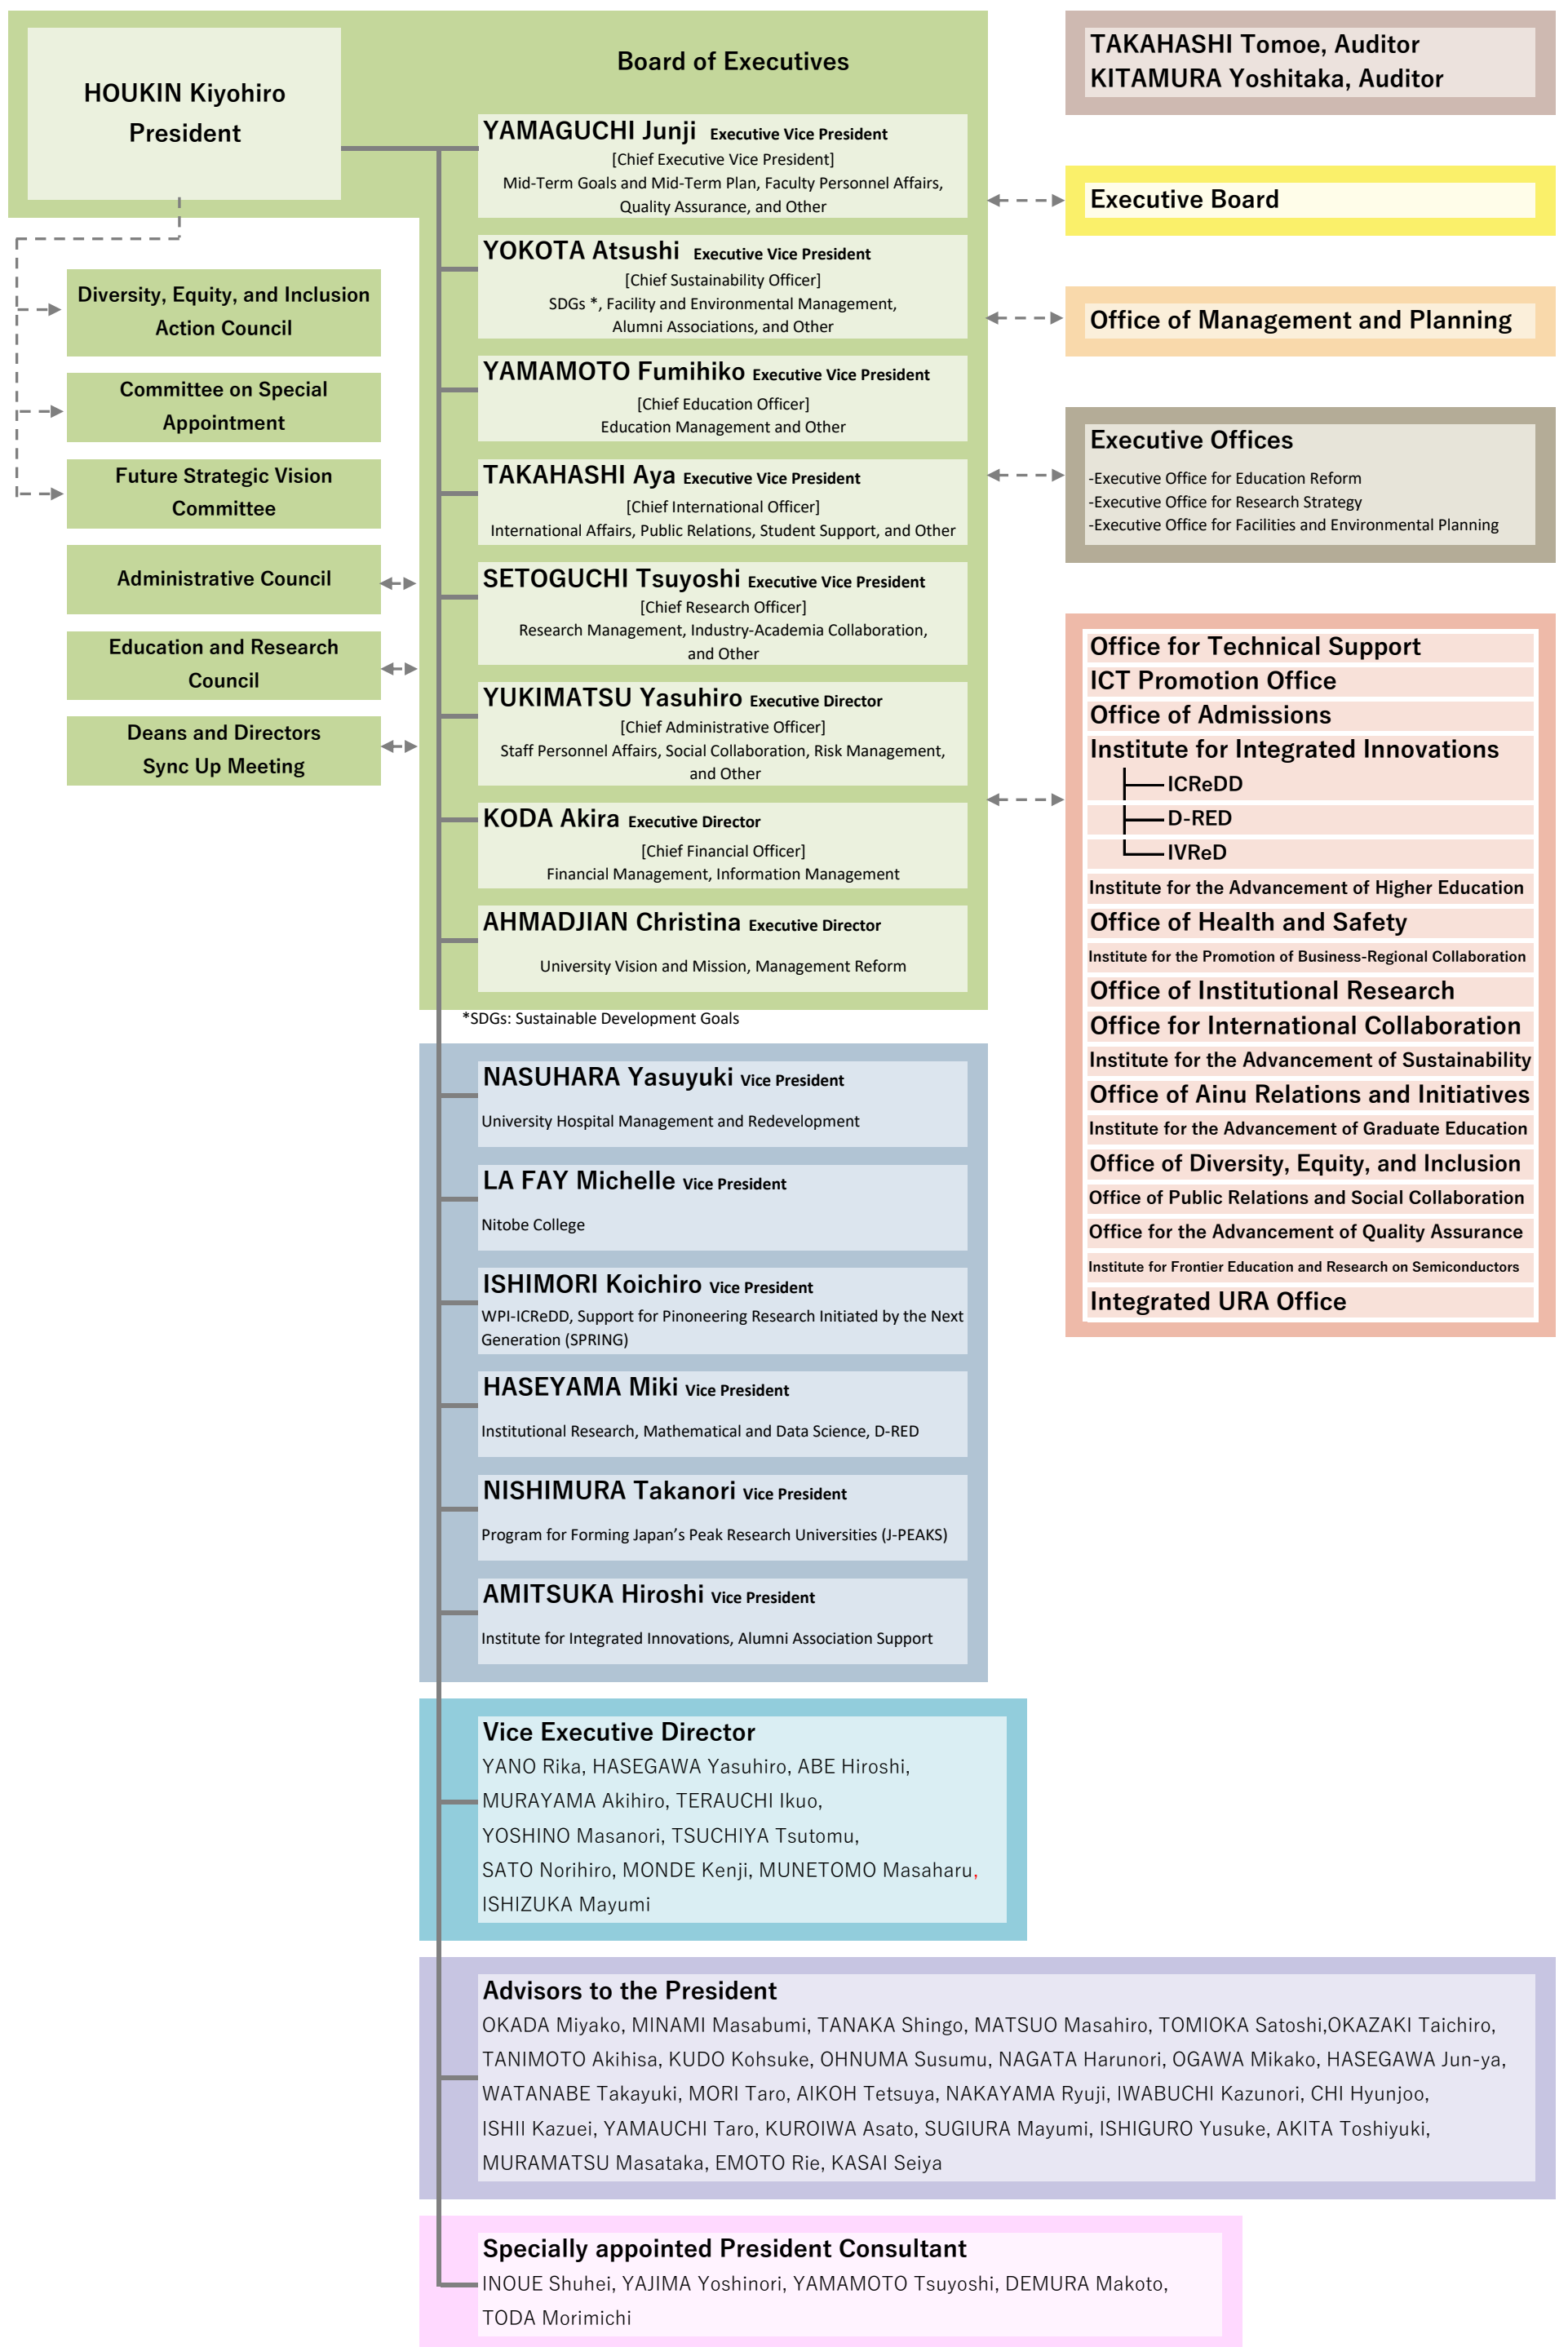 HOUKIN Kiyohiro
President
Board of Executives
YAMAGUCHI Junji Executive Vice President
[Chief Executive Vice President]
Mid-Term Goals and Mid-Term Plan, Faculty Personnel Affairs,
Quality Assurance, and Other
YOKOTA Atsushi Executive Vice President
[Chief Sustainability Officer]
SDGs *, Facility and Environmental Management,
Alumni Associations, and Other
YAMAMOTO Fumihiko Executive Vice President
[Chief Education Officer]
Education Management and Other
TAKAHASHI Aya Executive Vice President
[Chief International Officer]
International Affairs, Public Relations, Student Support, and Other
SETOGUCHI Tsuyoshi Executive Vice President
[Chief Research Officer]
Research Management, Industry-Academia Collaboration,
and Other
YUKIMATSU Yasuhiro Executive Director
[Chief Administrative Officer]
Staff Personnel Affairs, Social Collaboration, Risk Management,
and Other
KODA Akira Executive Director
[Chief Financial Officer]
Financial Management, Information Management
AHMADJIAN Christina Executive Director
University Vision and Mission, Management Reform
*SDGs: Sustainable Development Goals
Diversity, Equity, and Inclusion
Action Council
Committee on Special
Appointment
Future Strategic Vision
Committee
Administrative Council
Education and Research
Council
Deans and Directors
Sync Up Meeting
TAKAHASHI Tomoe, Auditor
KITAMURA Yoshitaka, Auditor
Executive Board
Office of Management and Planning
Executive Offices
-Executive Office for Education Reform
-Executive Office for Research Strategy
-Executive Office for Facilities and Environmental Planning
Office for Technical Support
ICT Promotion Office
Office of Admissions
Institute for Integrated Innovations
ICReDD
D-RED
IVReD
Institute for the Advancement of Higher Education
Office of Health and Safety
Institute for the Promotion of Business-Regional Collaboration
Office of Institutional Research
Office for International Collaboration
Institute for the Advancement of Sustainability
Office of Ainu Relations and Initiatives
Institute for the Advancement of Graduate Education
Office of Diversity, Equity, and Inclusion
Office of Public Relations and Social Collaboration
Office for the Advancement of Quality Assurance
Institute for Frontier Education and Research on Semiconductors
Integrated URA Office
NASUHARA Yasuyuki Vice President
University Hospital Management and Redevelopment
LA FAY Michelle Vice President
Nitobe College
ISHIMORI Koichiro Vice President
WPI-ICReDD, Support for Pinoneering Research Initiated by the Next
Generation (SPRING)
HASEYAMA Miki Vice President
Institutional Research, Mathematical and Data Science, D-RED
NISHIMURA Takanori Vice President
Program for Forming Japan’s Peak Research Universities (J-PEAKS)
AMITSUKA Hiroshi Vice President
Institute for Integrated Innovations, Alumni Association Support
Vice Executive Director
YANO Rika, HASEGAWA Yasuhiro, ABE Hiroshi,
MURAYAMA Akihiro, TERAUCHI Ikuo,
YOSHINO Masanori, TSUCHIYA Tsutomu,
SATO Norihiro, MONDE Kenji, MUNETOMO Masaharu,
ISHIZUKA Mayumi
Advisors to the President
OKADA Miyako, MINAMI Masabumi, TANAKA Shingo, MATSUO Masahiro, TOMIOKA Satoshi,OKAZAKI Taichiro,
TANIMOTO Akihisa, KUDO Kohsuke, OHNUMA Susumu, NAGATA Harunori, OGAWA Mikako, HASEGAWA Jun-ya,
WATANABE Takayuki, MORI Taro, AIKOH Tetsuya, NAKAYAMA Ryuji, IWABUCHI Kazunori, CHI Hyunjoo,
ISHII Kazuei, YAMAUCHI Taro, KUROIWA Asato, SUGIURA Mayumi, ISHIGURO Yusuke, AKITA Toshiyuki,
MURAMATSU Masataka, EMOTO Rie, KASAI Seiya
Specially appointed President Consultant
INOUE Shuhei, YAJIMA Yoshinori, YAMAMOTO Tsuyoshi, DEMURA Makoto,
TODA Morimichi